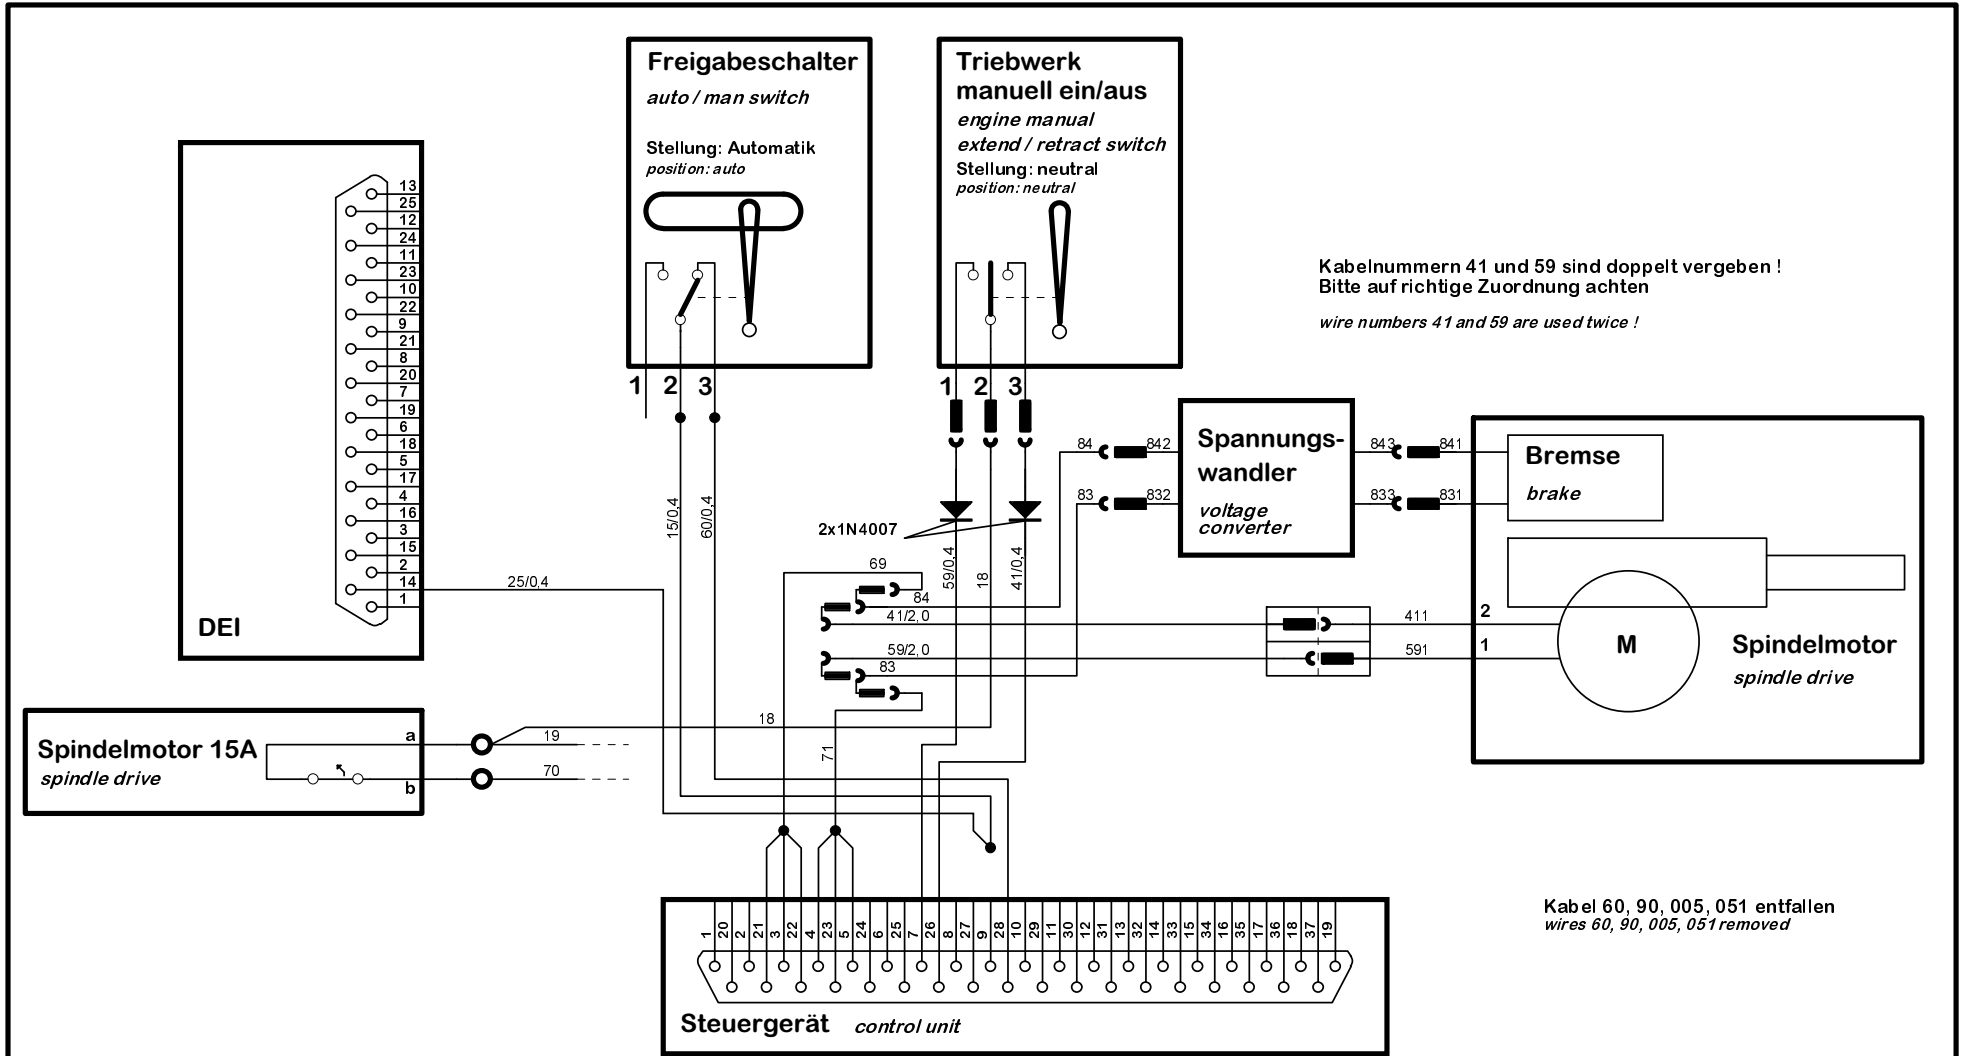 Freigabeschalter
auto / man switch
Stellung: Automatik
position: auto
1
2
3
Triebwerk
manuell ein/aus
engine manual
extend / retract switch
Stellung: neutral
position: neutral
1
2
3
Kabelnummern 41 und 59 sind doppelt vergeben !
Bitte auf richtige Zuordnung achten
wire numbers 41 and 59 are used twice !
13
25
12
24
11
23
10
22
9
21
8
20
7
19
6
18
5
17
4
16
3
15
2
14
1
DEI
25/0,4
15/0,4
60/0,4
2x1N4007
59/0,4
18
41/0,4
84
842
83
832
Spannungs-
wandler
voltage
converter
843
841
833
831
Bremse
brake
69
84
41/2,0
59/2,0
83
71
411
2
591
1
M
Spindelmotor
spindle drive
Spindelmotor 15A
spindle drive
a
b
18
19
70
1
20
2
21
3
22
4
23
5
24
6
25
7
26
8
27
9
28
10
29
11
30
12
31
13
32
14
33
15
34
16
35
17
36
18
37
19
Steuergerät
control unit
Kabel 60, 90, 005, 051 entfallen
wires 60, 90, 005, 051 removed